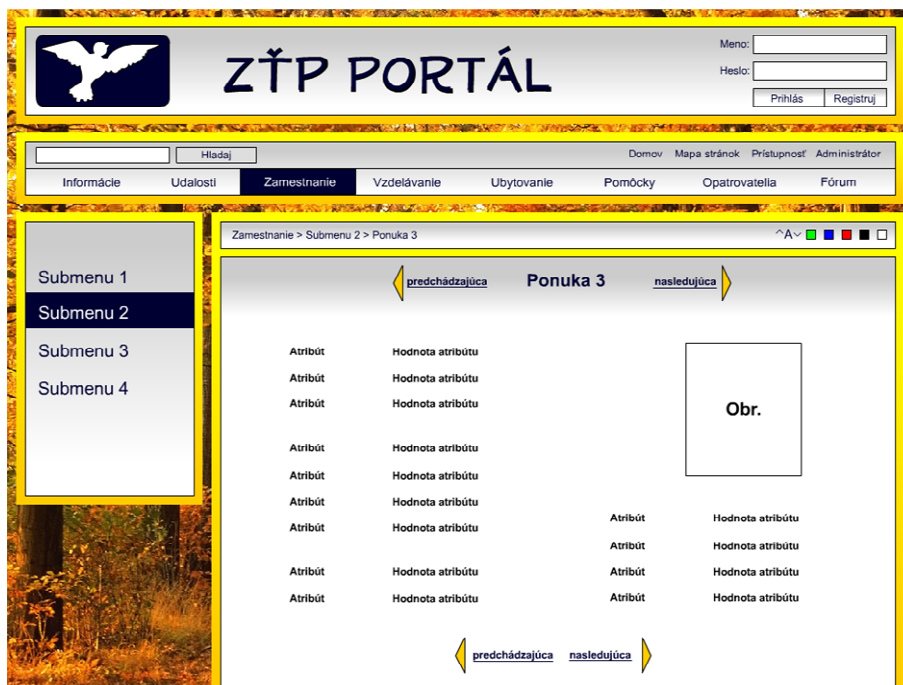 ZŤP PORTÁL
Meno:
Heslo:
Prihlás Registruj
Hladaj
Domov Mapa stránok Prístupnosť Administrátor
Informácie Udalosti Zamestnanie Vzdelávanie Ubytovanie Pomôcky Opatrovatelia Fórum
Submenu 1
Submenu 2
Submenu 3
Submenu 4
Zamestnanie > Submenu 2 > Ponuka 3
^A˅
predchádzajúca Ponuka 3 nasledujúca
Atribút Hodnota atribútu
Atribút Hodnota atribútu
Atribút Hodnota atribútu
Atribút Hodnota atribútu
Atribút Hodnota atribútu
Atribút Hodnota atribútu
Atribút Hodnota atribútu
Atribút Hodnota atribútu
Atribút Hodnota atribútu
Obr.
Atribút Hodnota atribútu
Atribút Hodnota atribútu
Atribút Hodnota atribútu
Atribút Hodnota atribútu
predchádzajúca nasledujúca